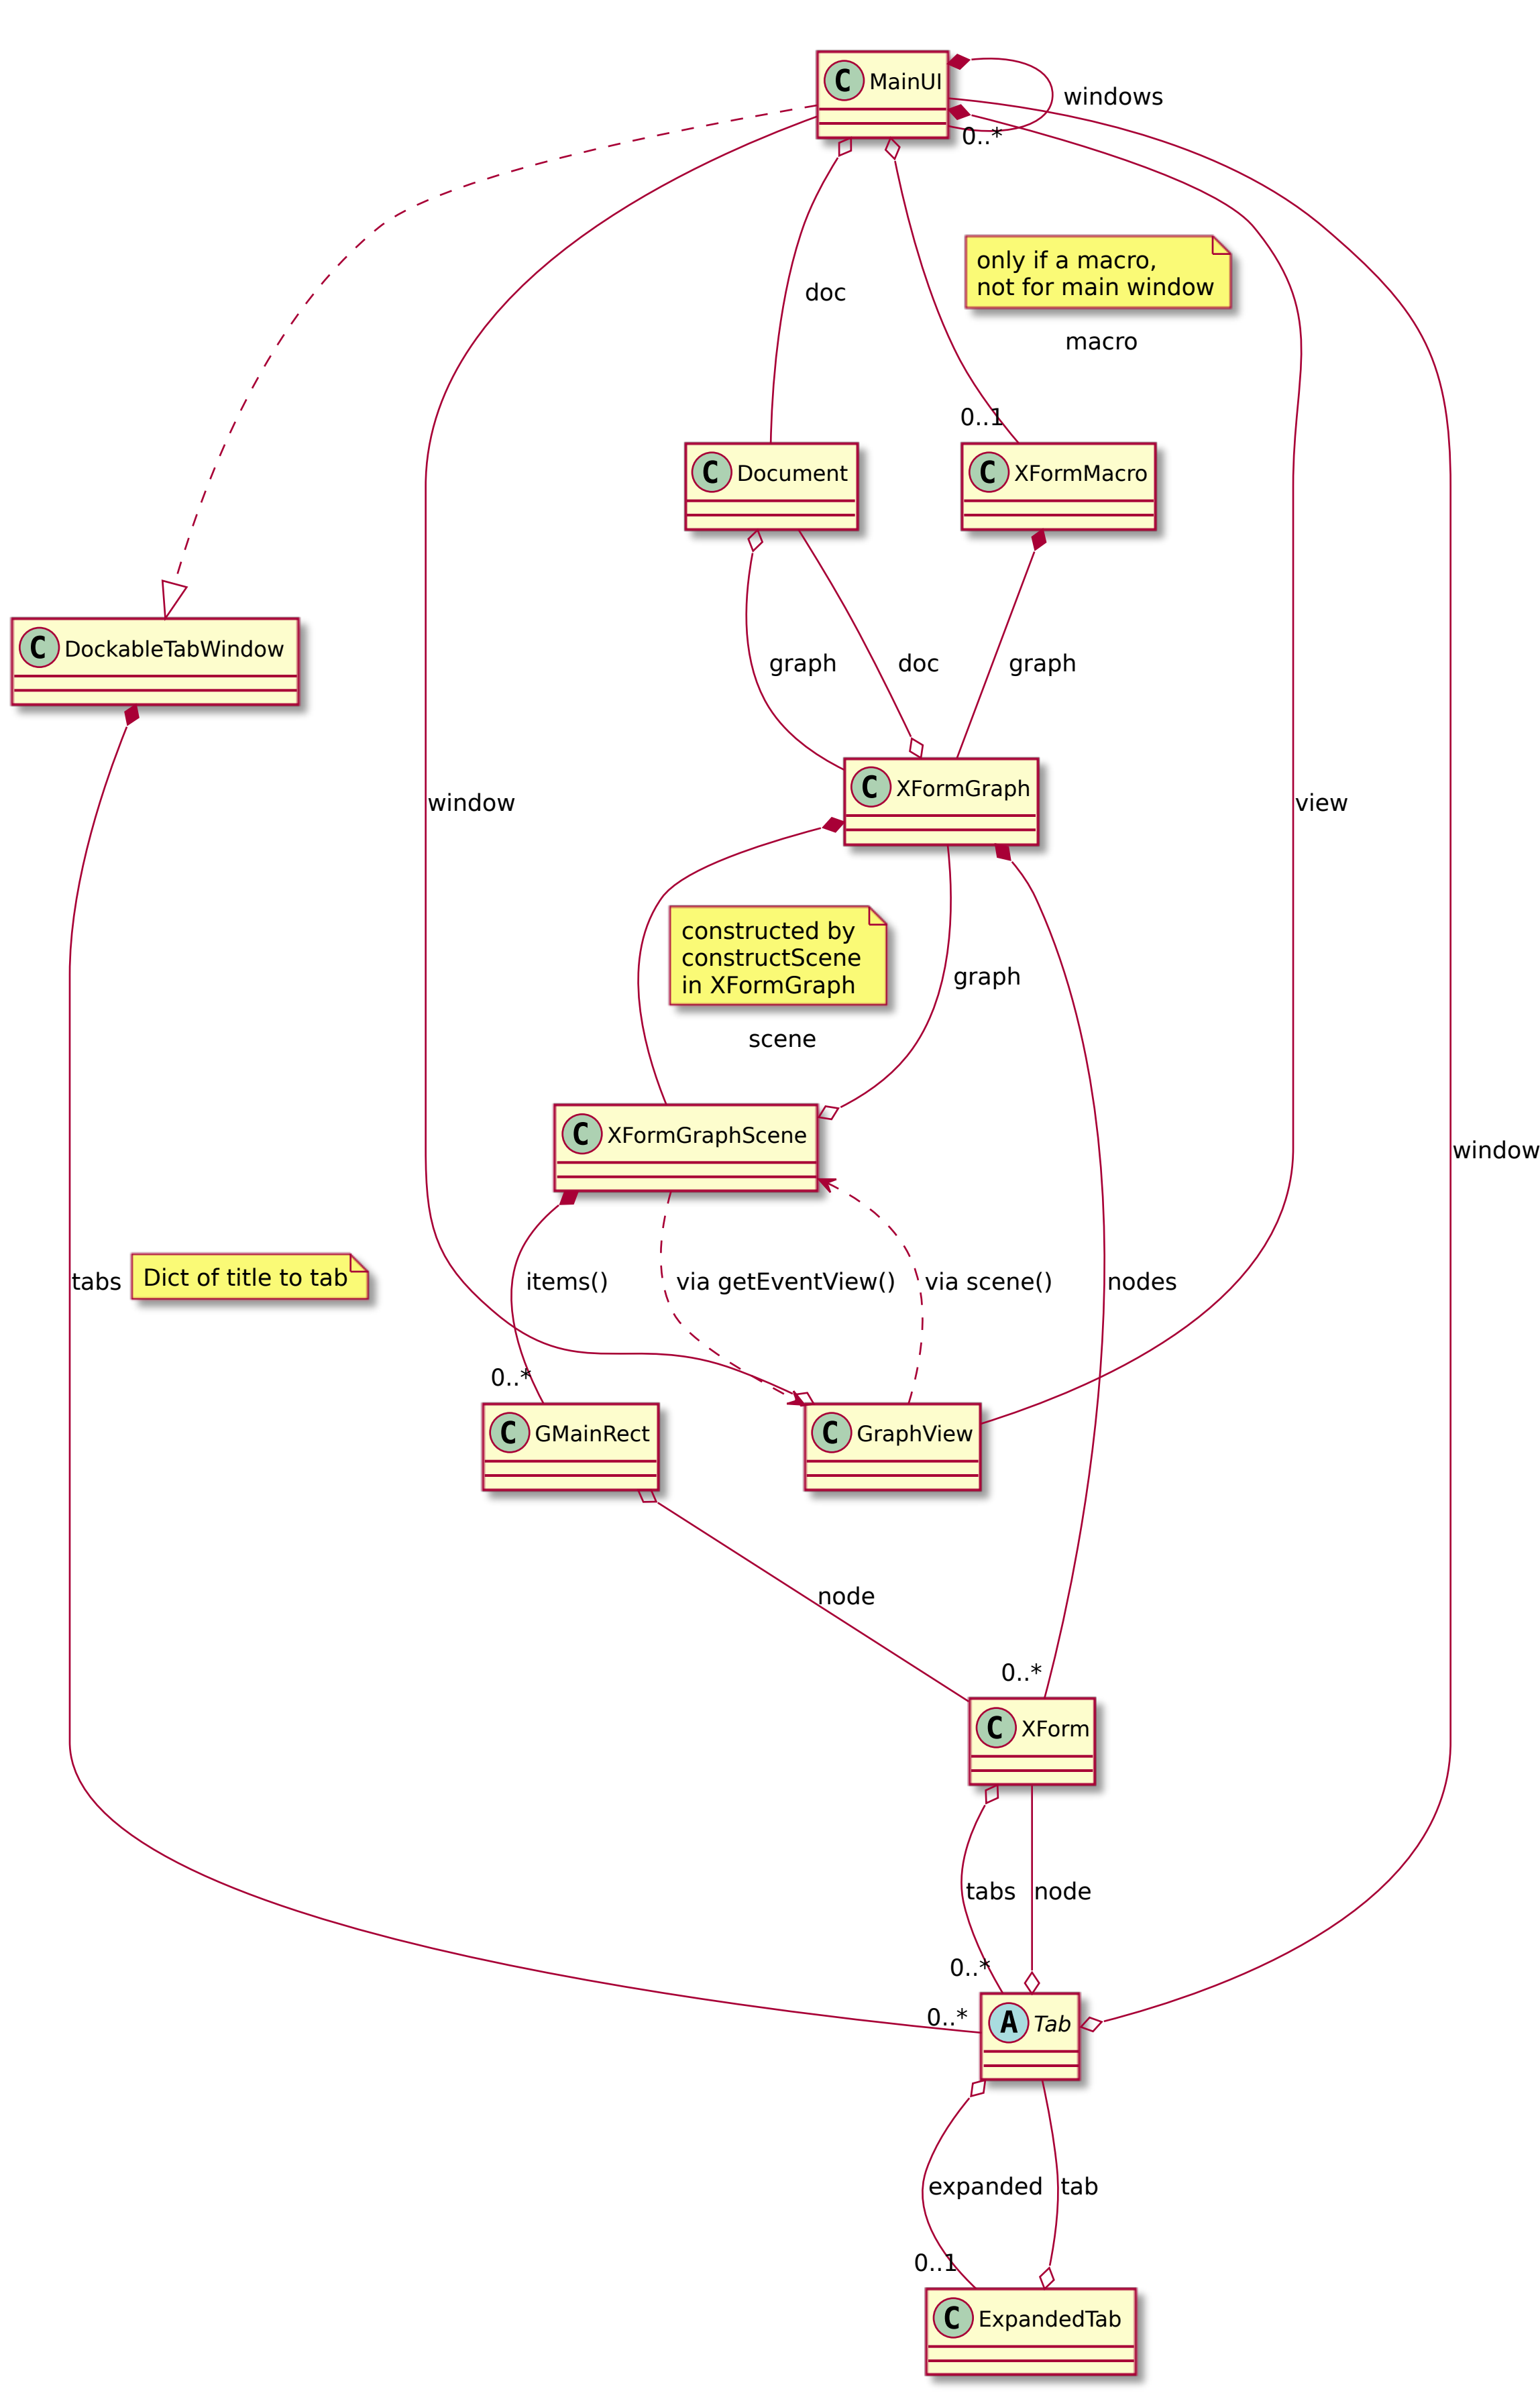 C MainUI
windows
0..*
only if a macro,
not for main window
doc
macro
0..1
C Document
C XFormMacro
C DockableTabWindow
graph
doc
graph
C XFormGraph
window
view
constructed by
constructScene
in XFormGraph
graph
scene
C XFormGraphScene
window
tabs
Dict of title to tab
items()
via getEventView()
via scene()
nodes
0..*
C GMainRect
C GraphView
node
0..*
C XForm
tabs
node
0..*
0..*
A Tab
expanded
tab
0..1
C ExpandedTab